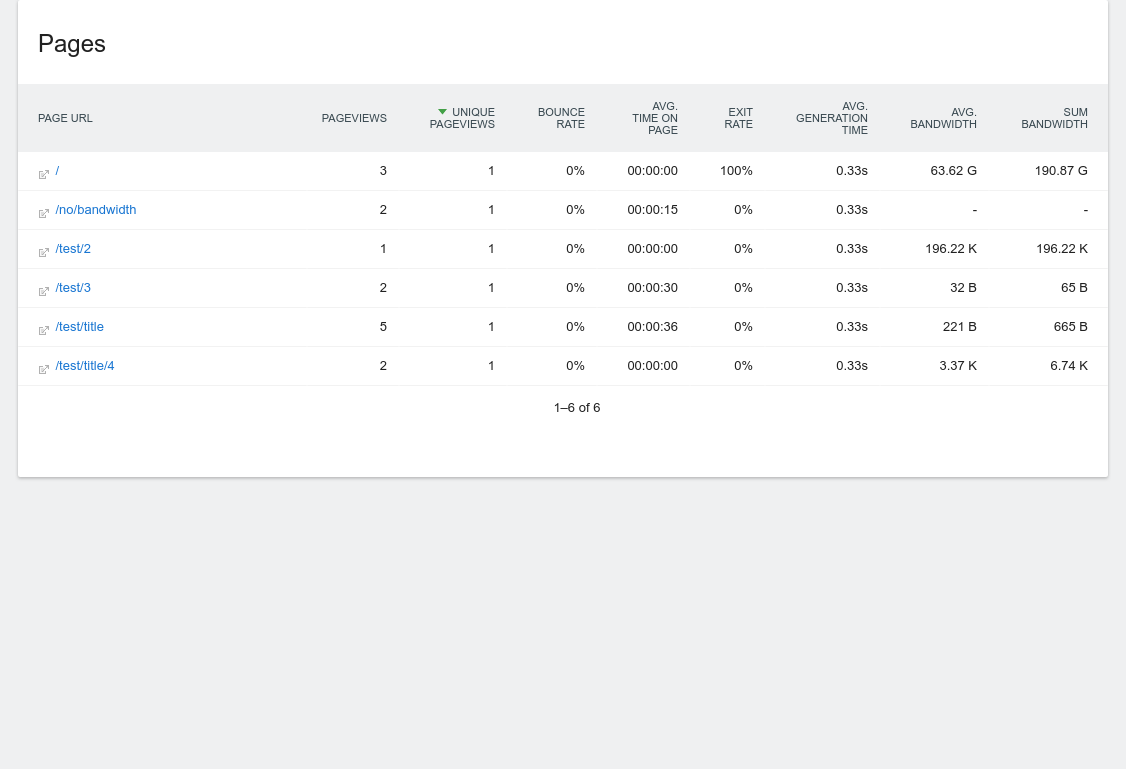 Pages
PAGE URL PAGEVIEWS UNIQUE PAGEVIEWS BOUNCE RATE AVG. TIME ON PAGE EXIT RATE AVG. GENERATION TIME AVG. BANDWIDTH SUM BANDWIDTH
/ 3 1 0% 00:00:00 100% 0.33s 63.62 G 190.87 G
/no/bandwidth 2 1 0% 00:00:15 0% 0.33s - -
/test/2 1 1 0% 00:00:00 0% 0.33s 196.22 K 196.22 K
/test/3 2 1 0% 00:00:30 0% 0.33s 32 B 65 B
/test/title 5 1 0% 00:00:36 0% 0.33s 221 B 665 B
/test/title/4 2 1 0% 00:00:00 0% 0.33s 3.37 K 6.74 K
1–6 of 6